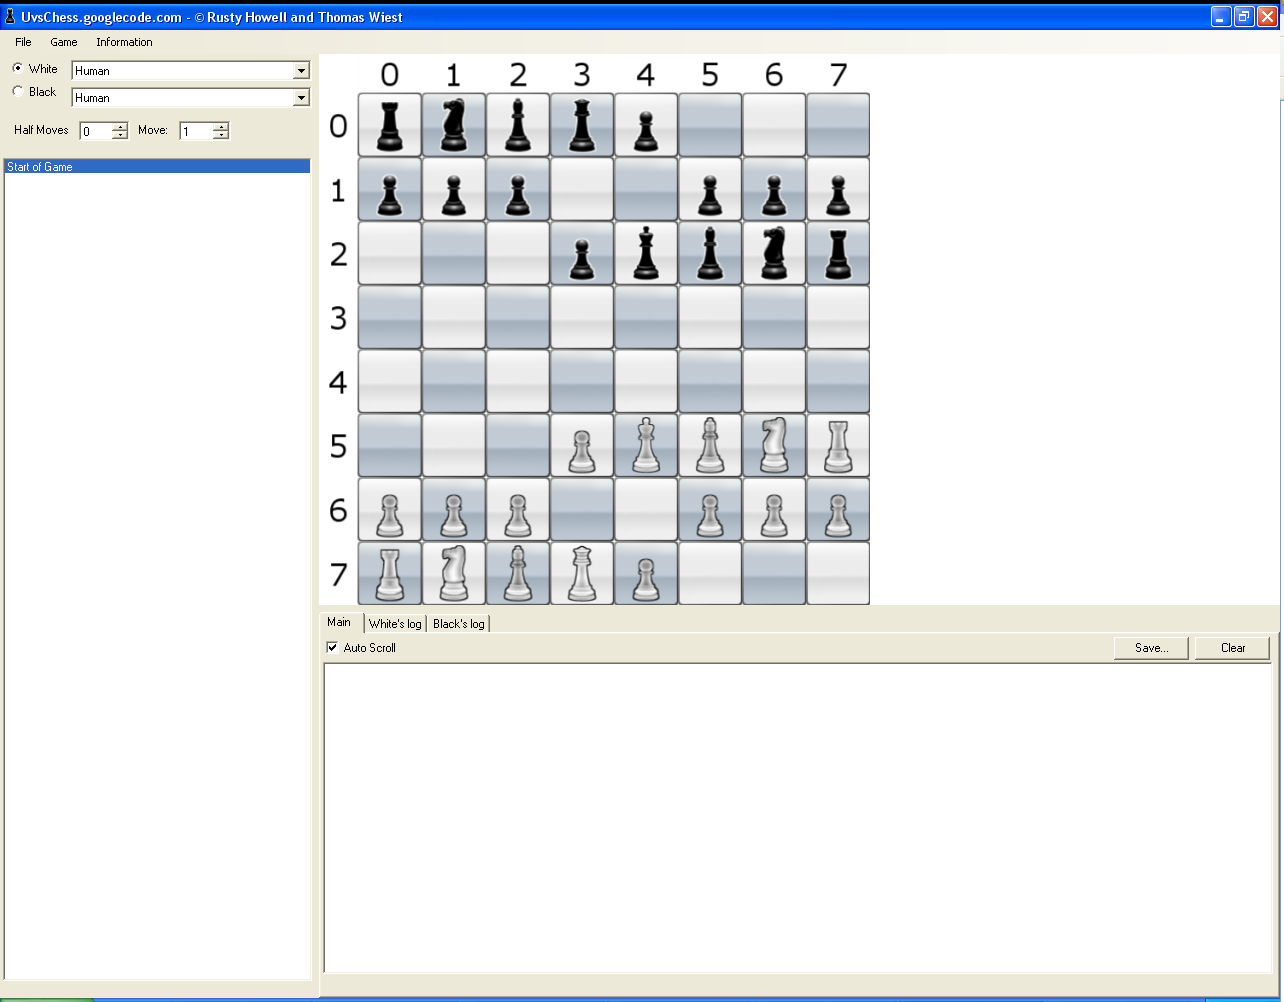 UvsChess.googlecode.com - © Rusty Howell and Thomas Wiest
File Game Information
White Human
Black Human
Half Moves 0 Move: 1
Start of Game
0 1 2 3 4 5 6 7
0
1
2
3
4
5
6
7
Main White's log Black's log
Auto Scroll Save... Clear